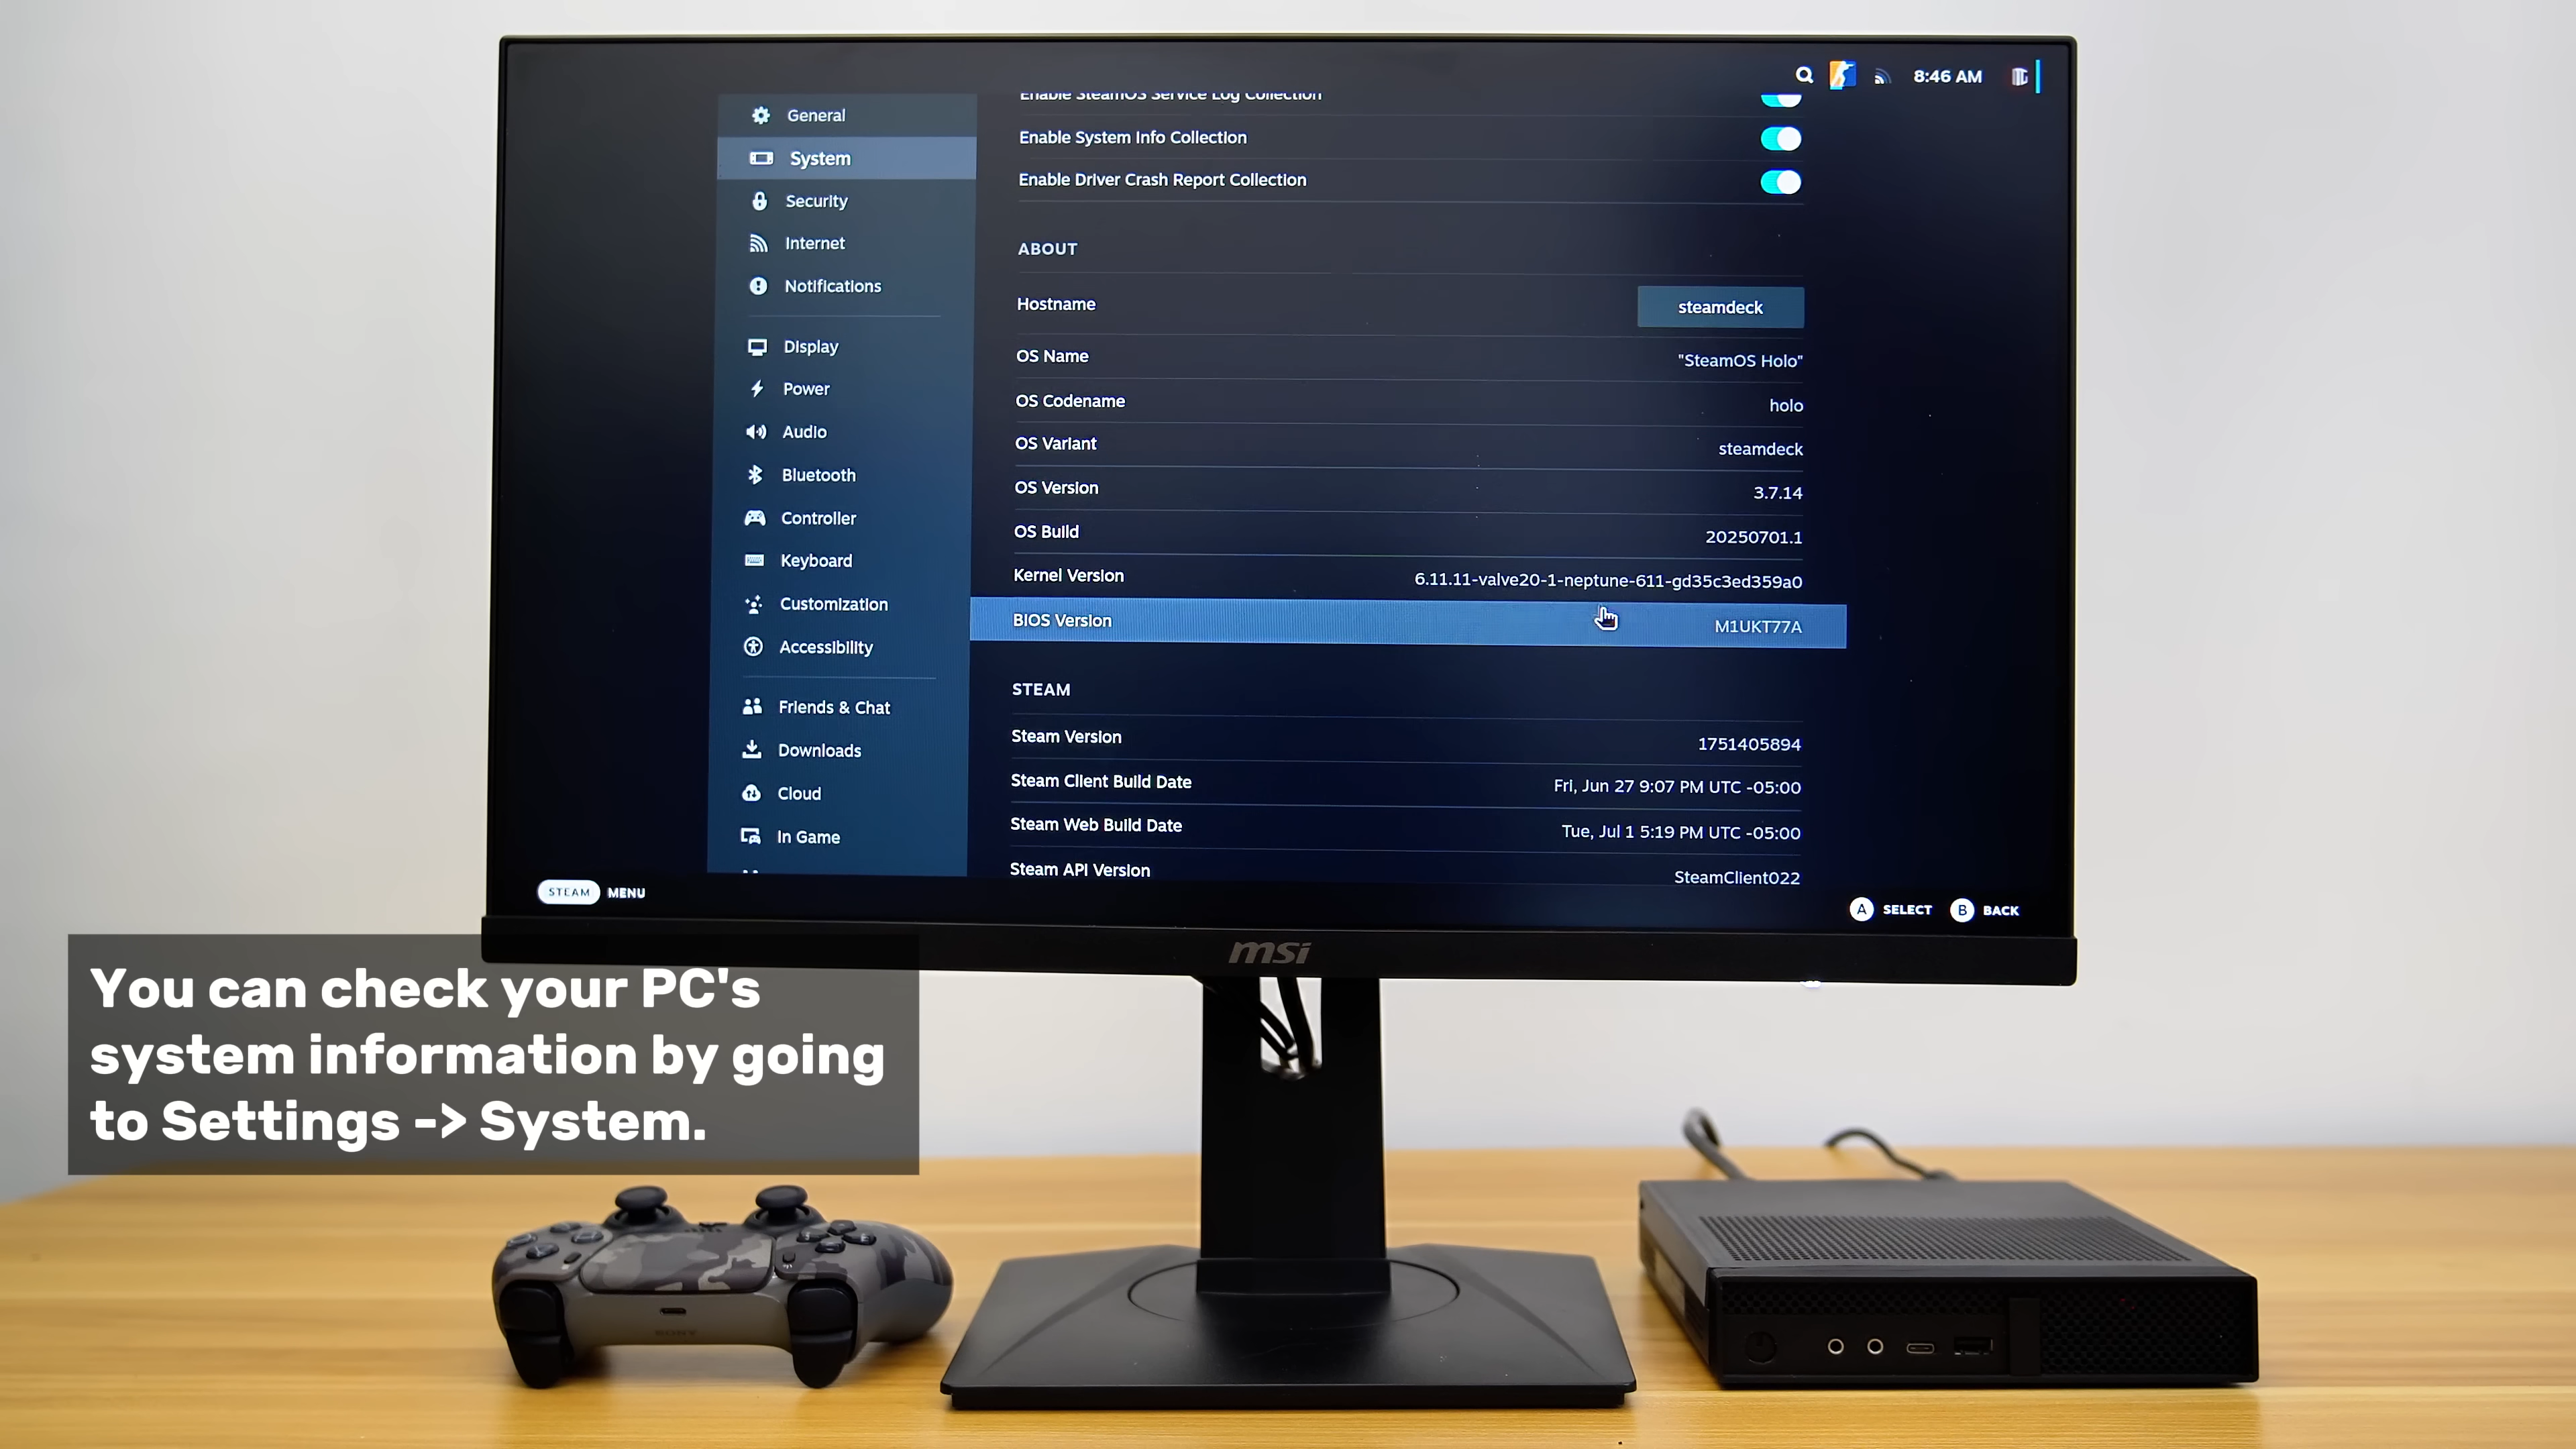 8:46 AM
General
System
Security
Internet
Notifications
Display
Power
Audio
Bluetooth
Controller
Keyboard
Customization
Accessibility
Friends & Chat
Downloads
Cloud
In Game
Enable SteamOS Service Log Collection
Enable System Info Collection
Enable Driver Crash Report Collection
ABOUT
Hostname steamdeck
OS Name "SteamOS Holo"
OS Codename holo
OS Variant steamdeck
OS Version 3.7.14
OS Build 20250701.1
Kernel Version 6.11.11-valve20-1-neptune-611-gd35c3ed359a0
BIOS Version M1UKT77A
STEAM
Steam Version 1751405894
Steam Client Build Date Fri, Jun 27 9:07 PM UTC -05:00
Steam Web Build Date Tue, Jul 1 5:19 PM UTC -05:00
Steam API Version SteamClient022
STEAM MENU
A SELECT B BACK
msi
You can check your PC's
system information by going
to Settings -> System.
SONY